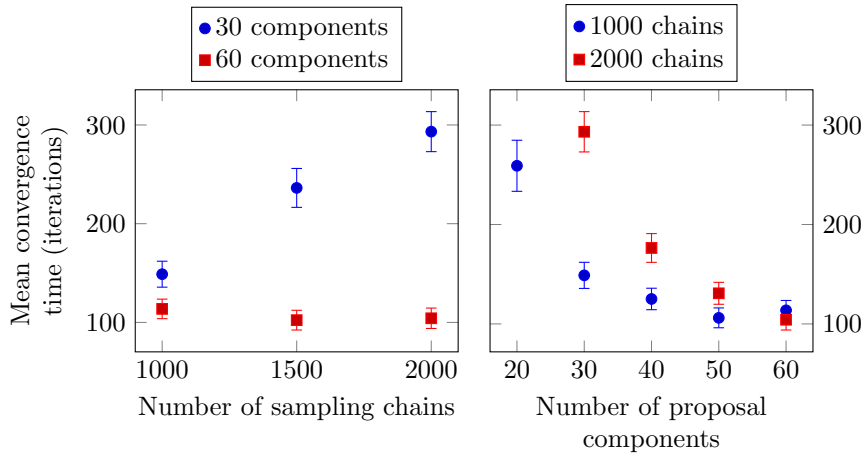 30 components
60 components
1000 chains
2000 chains
Mean convergence
time (iterations)
300
200
100
1000
1500
2000
Number of sampling chains
300
200
100
20
30
40
50
60
Number of proposal
components